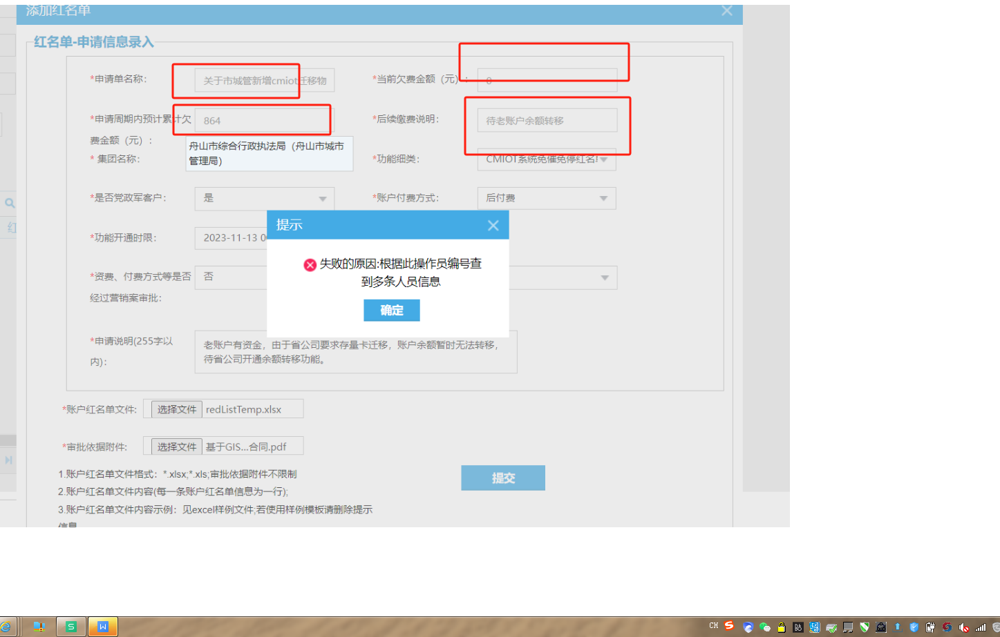 添加红名单
红名单-申请信息录入
*申请单名称: 关于市城管新增cmiot迁移物 *当前欠费金额（元）: 0
*申请周期内预计累计欠 864 *后续缴费说明: 待老账户余额转移
费金额（元）:
* 集团名称: 舟山市综合行政执法局（舟山市城市
管理局） *功能细类: CMIOT系统免催免停红名!
*是否党政军客户: 是 *账户付费方式: 后付费
*功能开通时限: 2023-11-13 0
*资费、付费方式等是否 否
经过营销案审批:
提示
失败的原因:根据此操作员编号查
到多条人员信息
确定
*申请说明(255字以
内):
老账户有资金，由于省公司要求存量卡迁移，账户余额暂时无法转移，
待省公司开通余额转移功能。
*账户红名单文件: 选择文件 redListTemp.xlsx
*审批依据附件: 选择文件 基于GIS...合同.pdf
1.账户红名单文件格式：*.xlsx;*.xls;审批依据附件不限制
2.账户红名单文件内容(每一条账户红名单信息为一行);
3.账户红名单文件内容示例：见excel样例文件;若使用样例模板请删除提示
信息
提交
红
CH